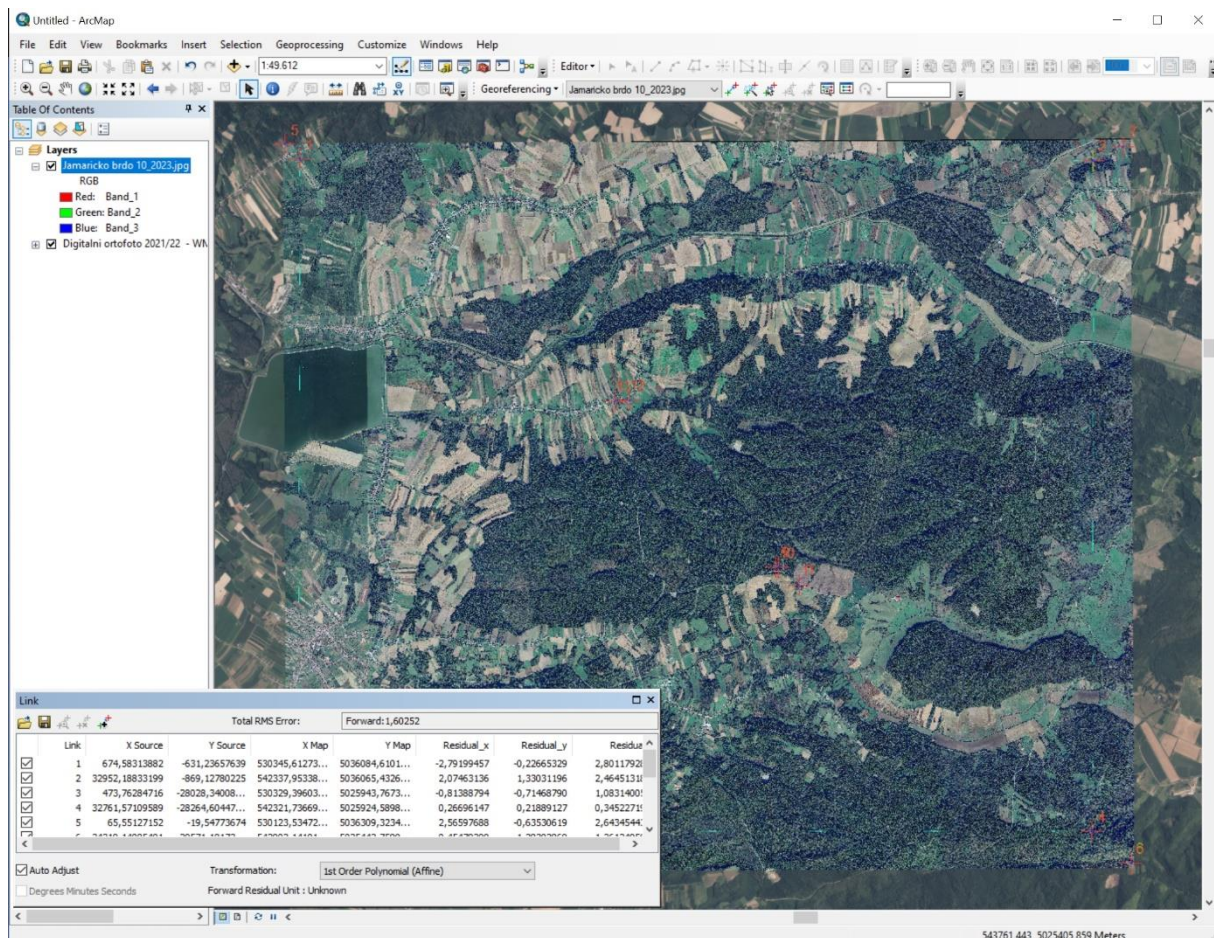 Untitled - ArcMap
File Edit View Bookmarks Insert Selection Geoprocessing Customize Windows Help
1:49.612 Editor
Georeferencing Jamaricko brdo 10_2023.jpg
Table Of Contents
Layers
Jamaricko brdo 10_2023.jpg
RGB
Red: Band_1
Green: Band_2
Blue: Band_3
Digitalni ortofoto 2021/22 - WM
5
10
4
6
Link
Total RMS Error: Forward:1,60252
Link X Source Y Source X Map Y Map Residual_x Residual_y Residua
1 674,58313882 -631,23657639 530345,61273... 5036084,6101... -2,79199457 -0,22665329 2,80117928
2 32952,18833199 -869,12780225 542337,95338... 5036065,4326... 2,07463136 1,33031196 2,4645131
3 473,76284716 -28028,34008... 530329,39603... 5025943,7673... -0,81388794 -0,71468790 1,0831400
4 32761,57109589 -28264,60447... 542321,73669... 5025924,5898... 0,26696147 0,21889127 0,3452271
5 65,55127152 -19,54773674 530123,53472... 5036309,3234... 2,56597688 -0,63530619 2,6434544
Auto Adjust Transformation: 1st Order Polynomial (Affine)
Degrees Minutes Seconds Forward Residual Unit : Unknown
543761,443 5025405,859 Meters